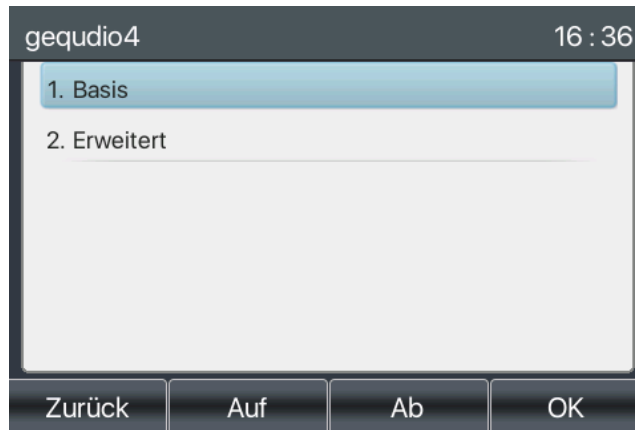 gequdio4 16:36
1. Basis
2. Erweitert
Zurück Auf Ab OK